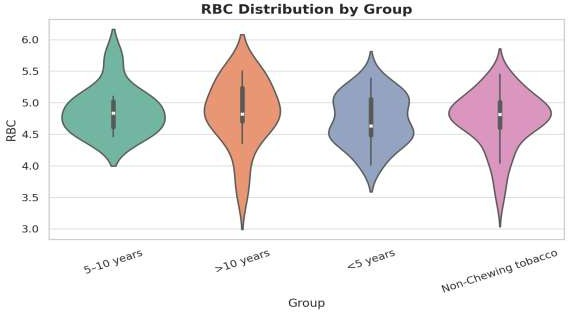 RBC Distribution by Group
RBC
6.0
5.5
5.0
4.5
4.0
3.5
3.0
5–10 years
>10 years
<5 years
Non-Chewing tobacco
Group